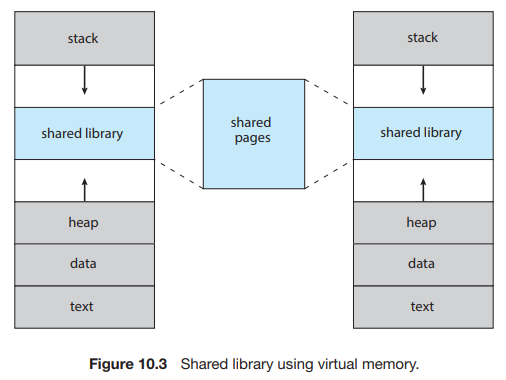 stack
shared library
heap
data
text
shared
pages
stack
shared library
heap
data
text
Figure 10.3 Shared library using virtual memory.